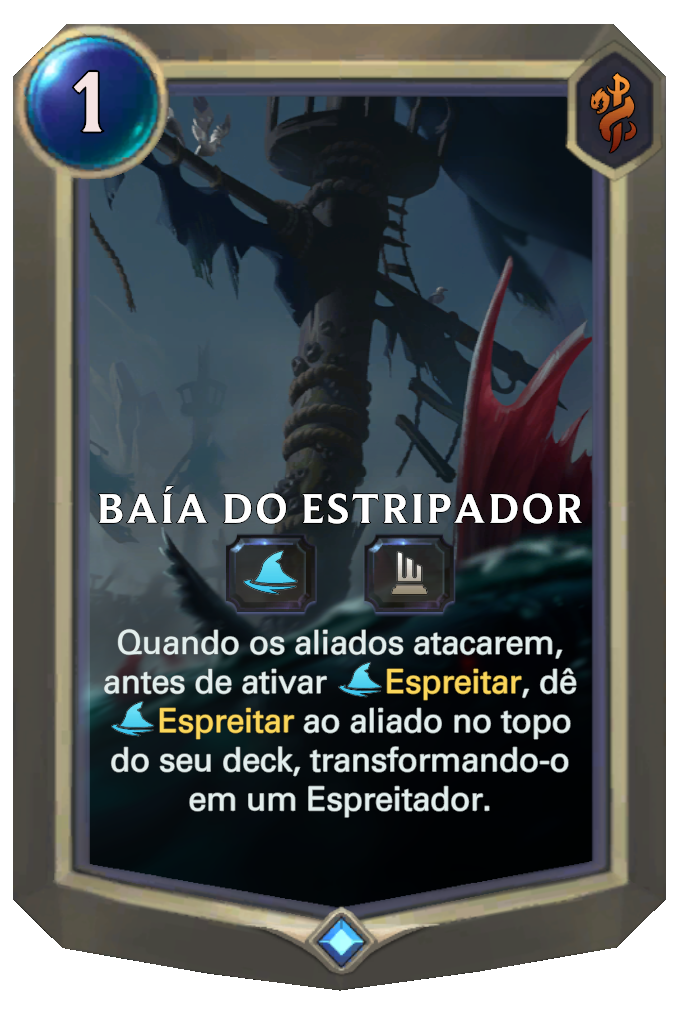 1
BAÍA DO ESTRIPADOR
Quando os aliados atacarem,
antes de ativar Espreitar, dê
Espreitar ao aliado no topo
do seu deck, transformando-o
em um Espreitador.